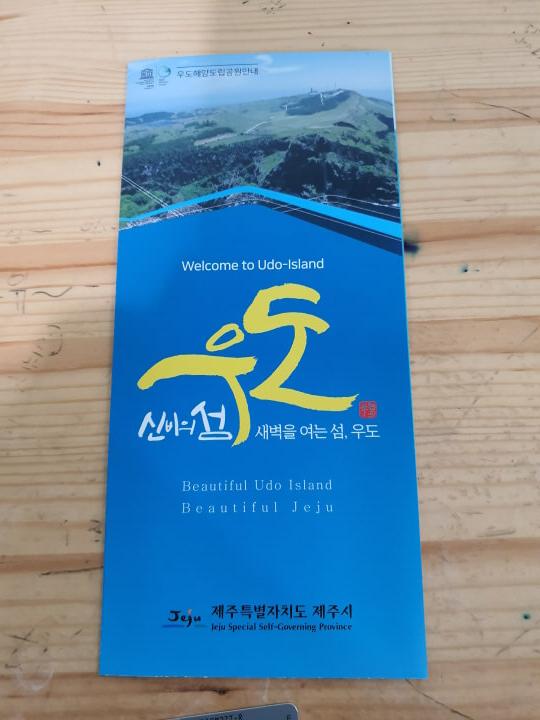 우도해양도립공원안내
Welcome to Udo-Island
우도
신비의 섬
새벽을 여는 섬, 우도
Beautiful Udo Island
Beautiful Jeju
Jeju 제주특별자치도 제주시
Jeju Special Self-Governing Province